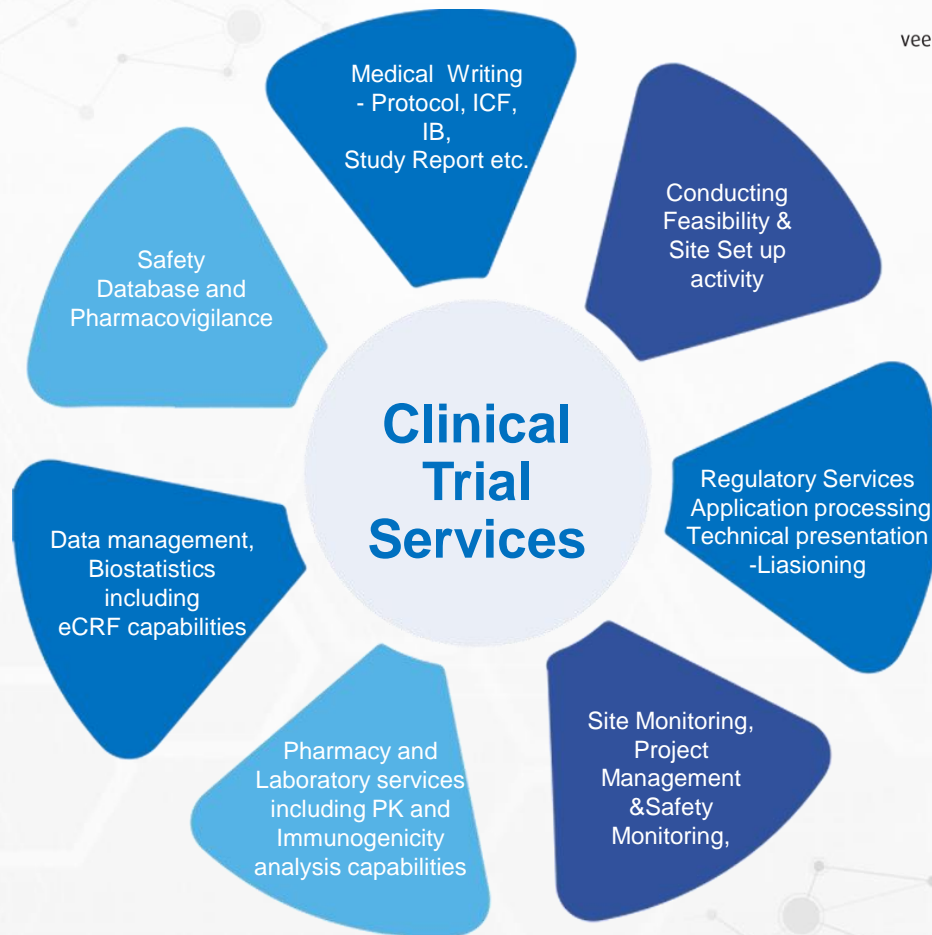 vee
Medical Writing
- Protocol, ICF,
IB,
Study Report etc.
Conducting
Feasibility &
Site Set up
activity
Regulatory Services
Application processing
Technical presentation
-Liasioning
Site Monitoring,
Project
Management
&Safety
Monitoring,
Pharmacy and
Laboratory services
including PK and
Immunogenicity
analysis capabilities
Data management,
Biostatistics
including
eCRF capabilities
Safety
Database and
Pharmacovigilance
Clinical
Trial
Services